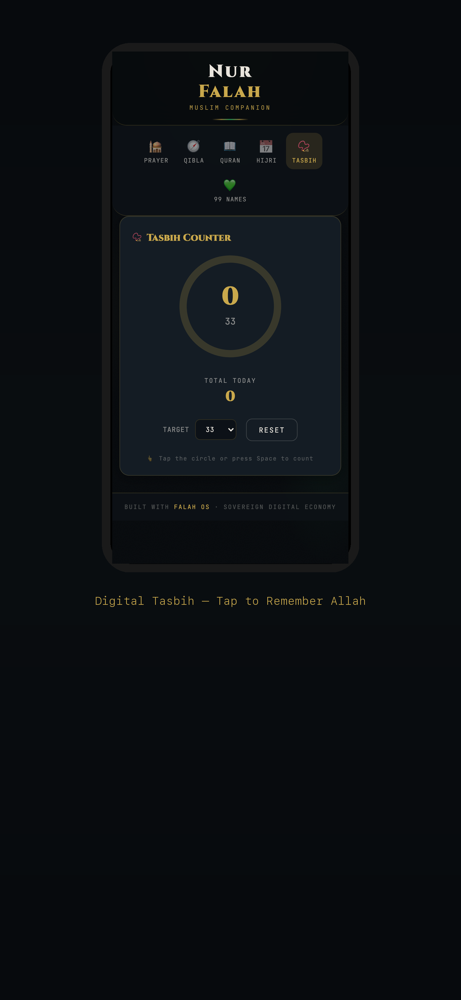 Nur
Falah
MUSLIM COMPANION
PRAYER QIBLA QURAN JUL 17 HIJRI TASBIH
99 NAMES
Tasbih Counter
0
33
TOTAL TODAY
0
TARGET 33 RESET
Tap the circle or press Space to count
BUILT WITH FALAH OS · SOVEREIGN DIGITAL ECONOMY
Digital Tasbih — Tap to Remember Allah